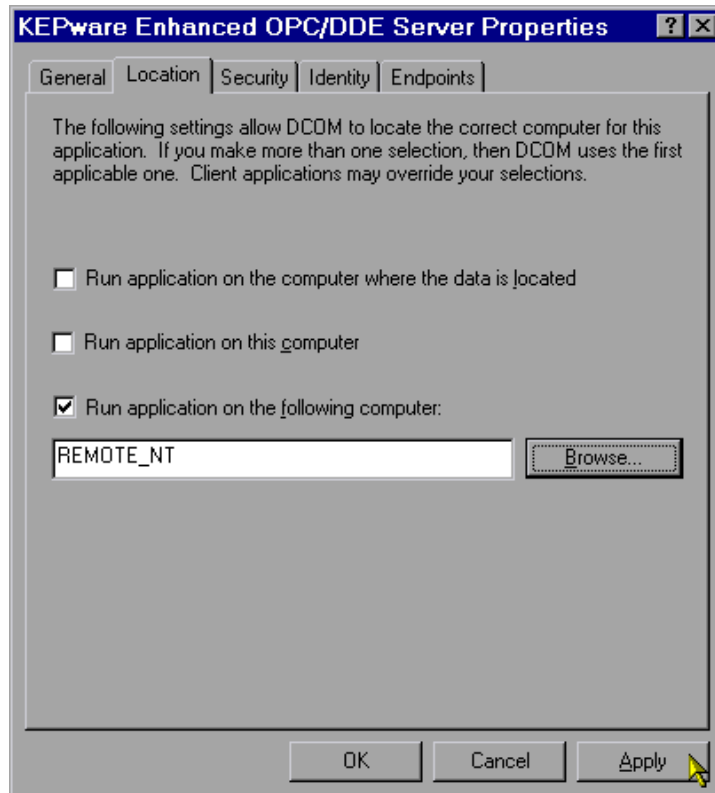 KEPware Enhanced OPC/DDE Server Properties
General Location Security Identity Endpoints
The following settings allow DCOM to locate the correct computer for this
application. If you make more than one selection, then DCOM uses the first
applicable one. Client applications may override your selections.
Run application on the computer where the data is located
Run application on this computer
Run application on the following computer:
REMOTE_NT Browse...
OK Cancel Apply